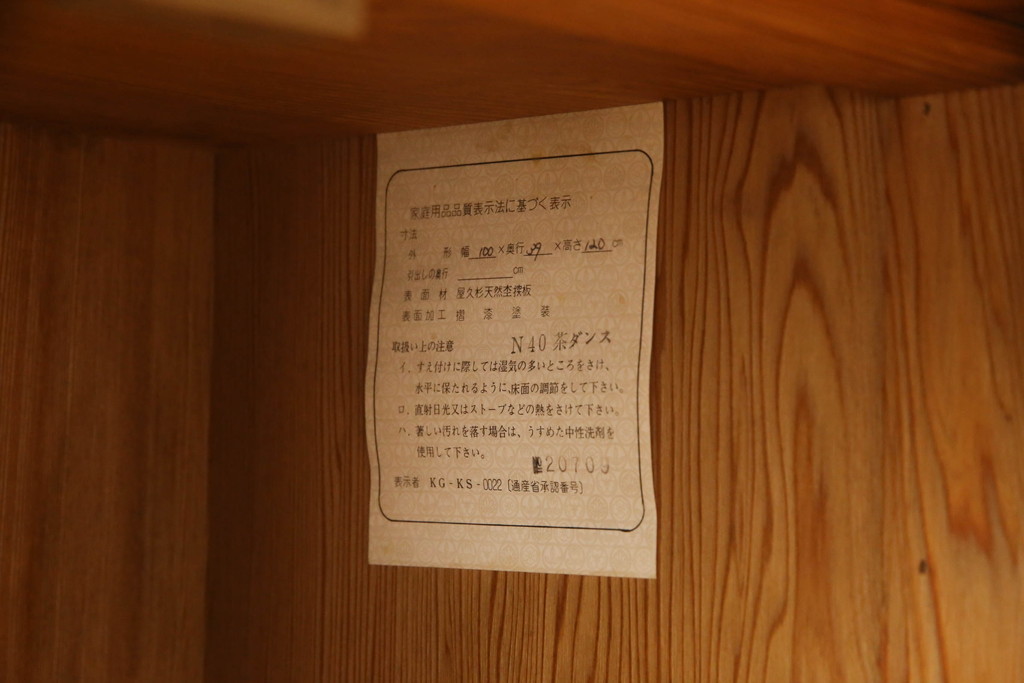 家庭用品品質表示法に基づく表示
寸法
外形 幅 100 × 奥行 39 × 高さ 120 cm
引出しの奥行 cm
表面材 屋久杉天然杢探板
表面加工 摺漆塗装
取扱い上の注意 N40 茶ダンス
イ. すえ付けに際しては湿気の多いところをさけ、
水平に保たれるように、床面の調節をして下さい。
ロ. 直射日光又はストーブなどの熱をさけて下さい。
ハ. 著しい汚れを落す場合は、うすめた中性洗剤を
使用して下さい。
20709
表示者 KG-KS-0022〔通産省承認番号〕